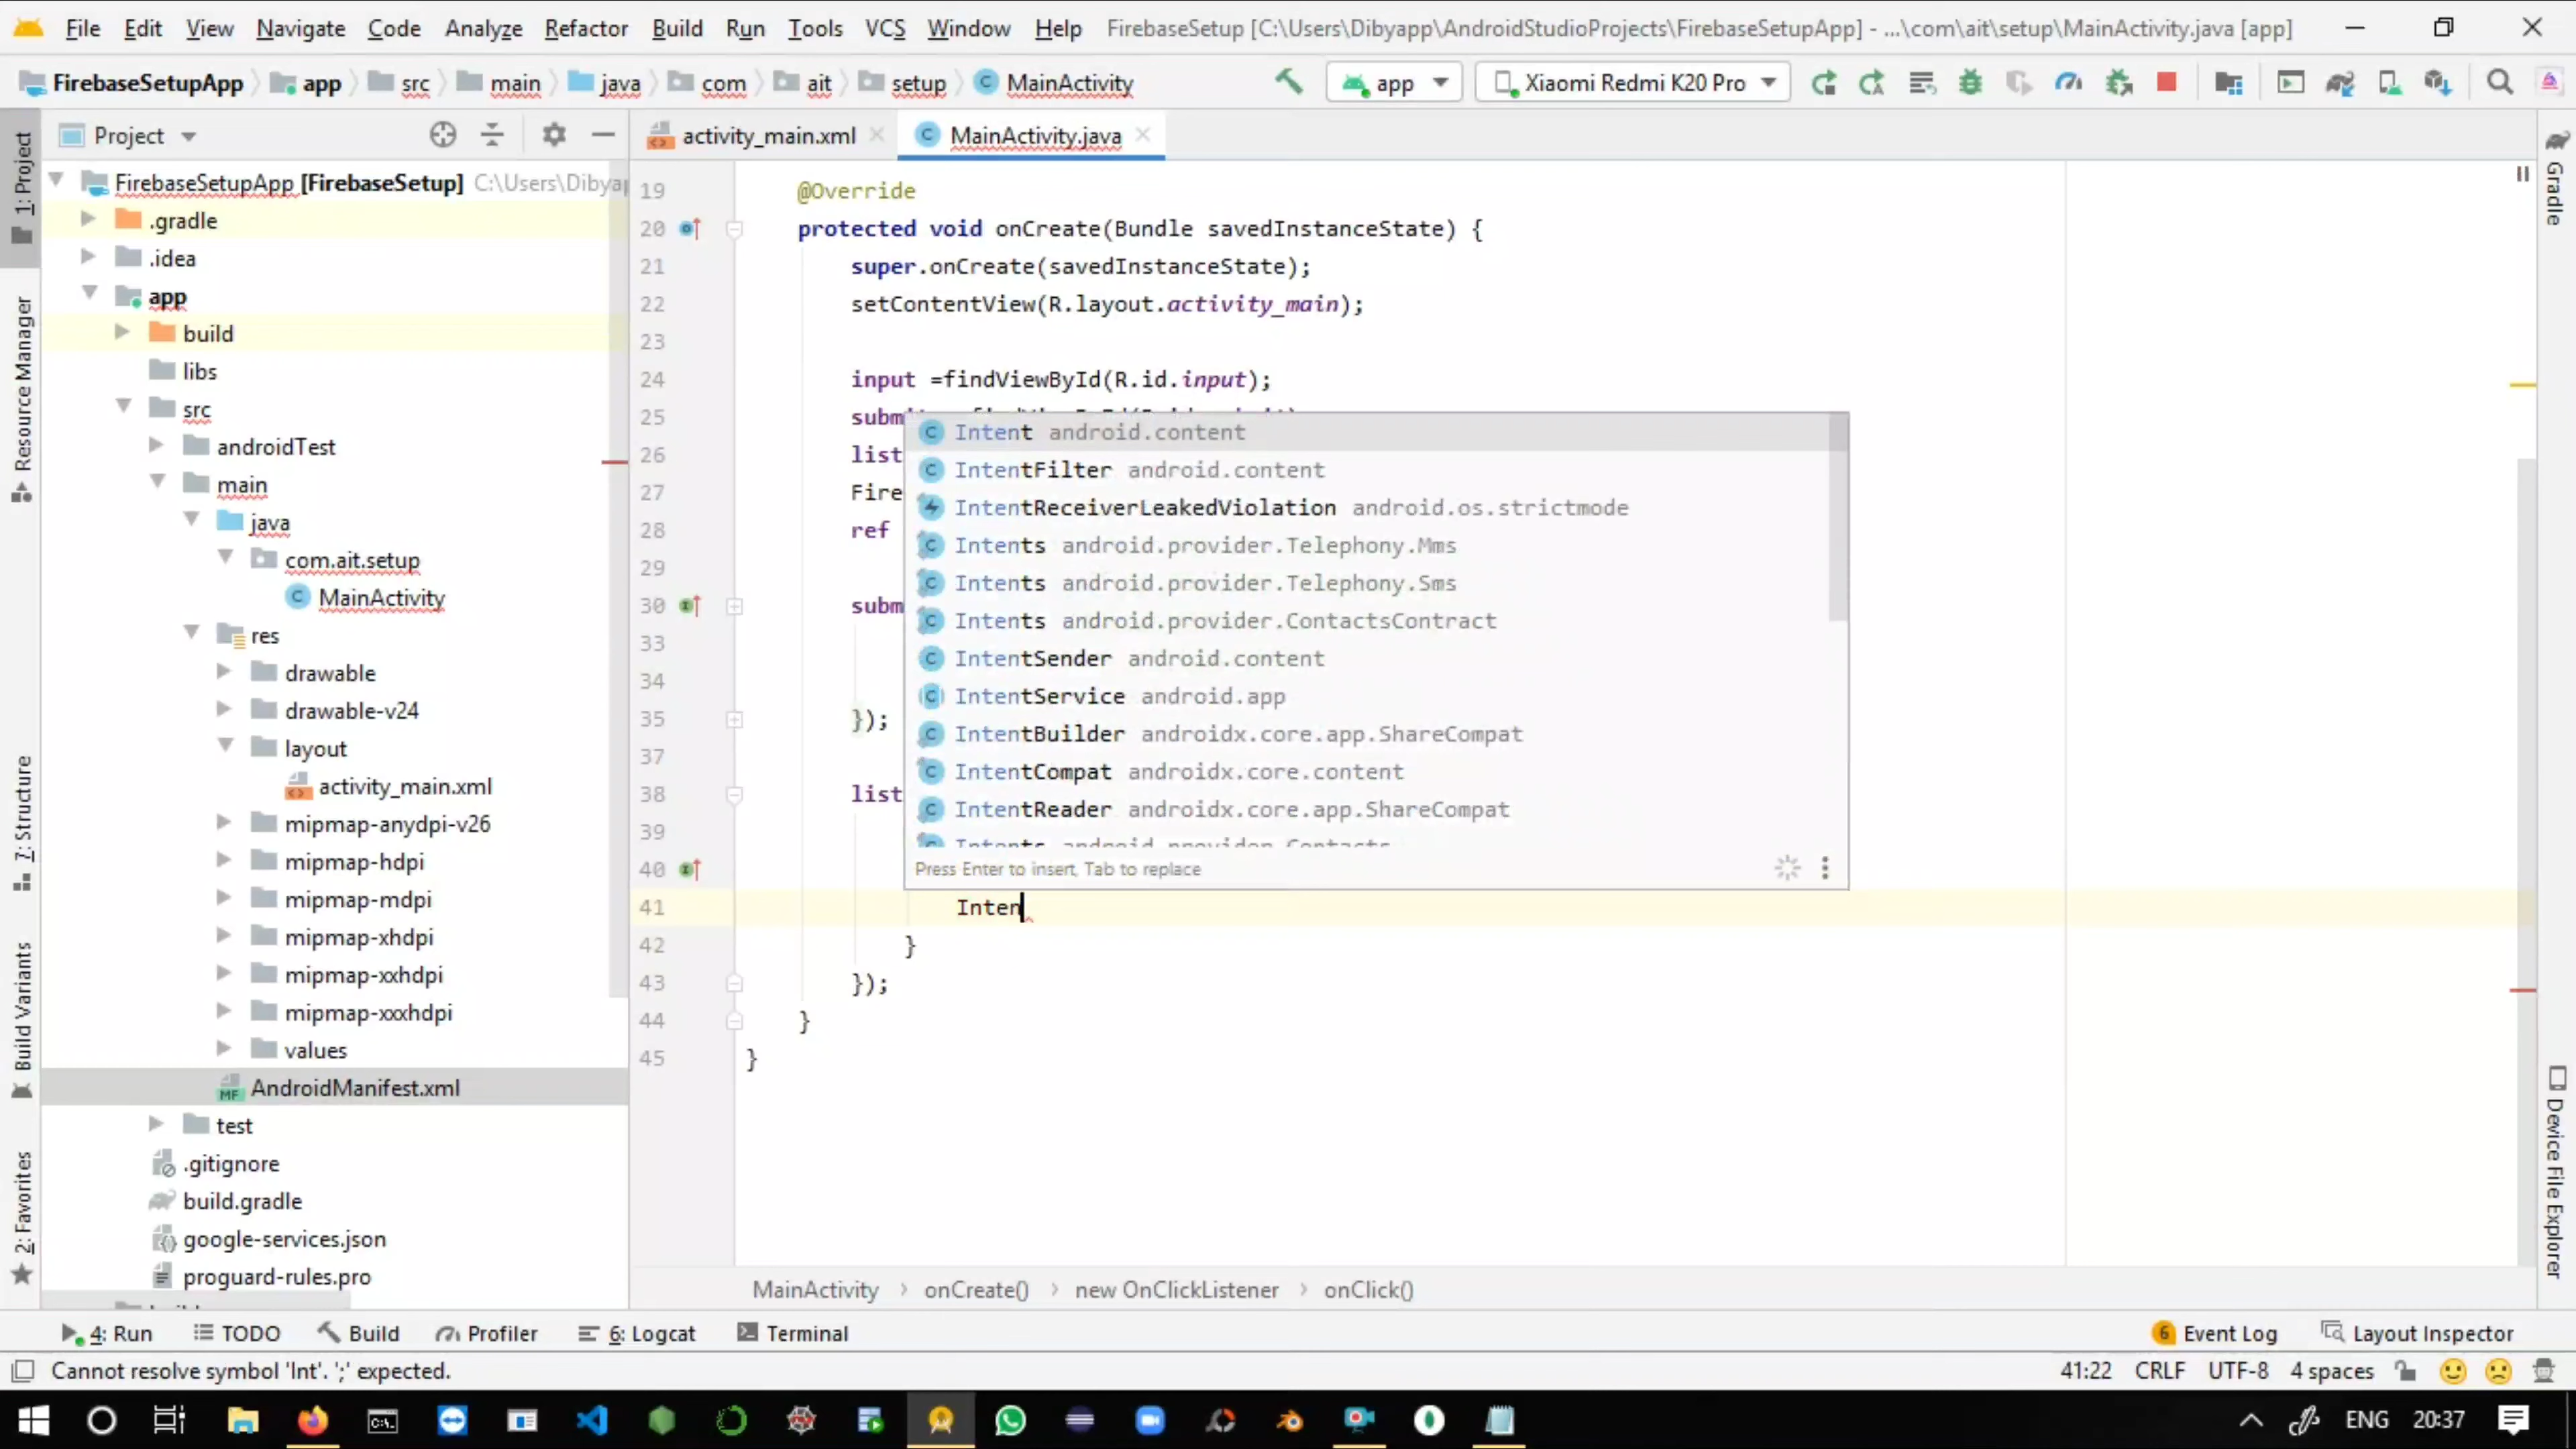 File Edit View Navigate Code Analyze Refactor Build Run Tools VCS Window Help FirebaseSetup [C:\Users\Dibyapp\AndroidStudioProjects\FirebaseSetupApp] - ...\com\ait\setup\MainActivity.java [app]
FirebaseSetupApp app src main java com ait setup MainActivity app Xiaomi Redmi K20 Pro
Project
activity_main.xml MainActivity.java
1: Project
Resource Manager
7: Structure
Build Variants
2: Favorites
FirebaseSetupApp [FirebaseSetup] C:\Users\Dibyap
.gradle
.idea
app
build
libs
src
androidTest
main
java
com.ait.setup
MainActivity
res
drawable
drawable-v24
layout
activity_main.xml
mipmap-anydpi-v26
mipmap-hdpi
mipmap-mdpi
mipmap-xhdpi
mipmap-xxhdpi
mipmap-xxxhdpi
values
MF AndroidManifest.xml
test
.gitignore
build.gradle
google-services.json
proguard-rules.pro
19 @Override
20 protected void onCreate(Bundle savedInstanceState) {
21 super.onCreate(savedInstanceState);
22 setContentView(R.layout.activity_main);
23
24 input =findViewById(R.id.input);
25 subm
26 list
27 Fire
28 ref
29
30 subm
33
34
35 });
37
38 list
39
40
41 Inten
42 }
43 });
44 }
45 }
Intent android.content
IntentFilter android.content
IntentReceiverLeakedViolation android.os.strictmode
Intents android.provider.Telephony.Mms
Intents android.provider.Telephony.Sms
Intents android.provider.ContactsContract
IntentSender android.content
IntentService android.app
IntentBuilder androidx.core.app.ShareCompat
IntentCompat androidx.core.content
IntentReader androidx.core.app.ShareCompat
Intents android.provider.Contacts
Press Enter to insert, Tab to replace
Gradle
Device File Explorer
MainActivity › onCreate() › new OnClickListener › onClick()
4: Run TODO Build Profiler 6: Logcat Terminal 6 Event Log Layout Inspector
Cannot resolve symbol 'Int'. ';' expected. 41:22 CRLF UTF-8 4 spaces
ENG 20:37